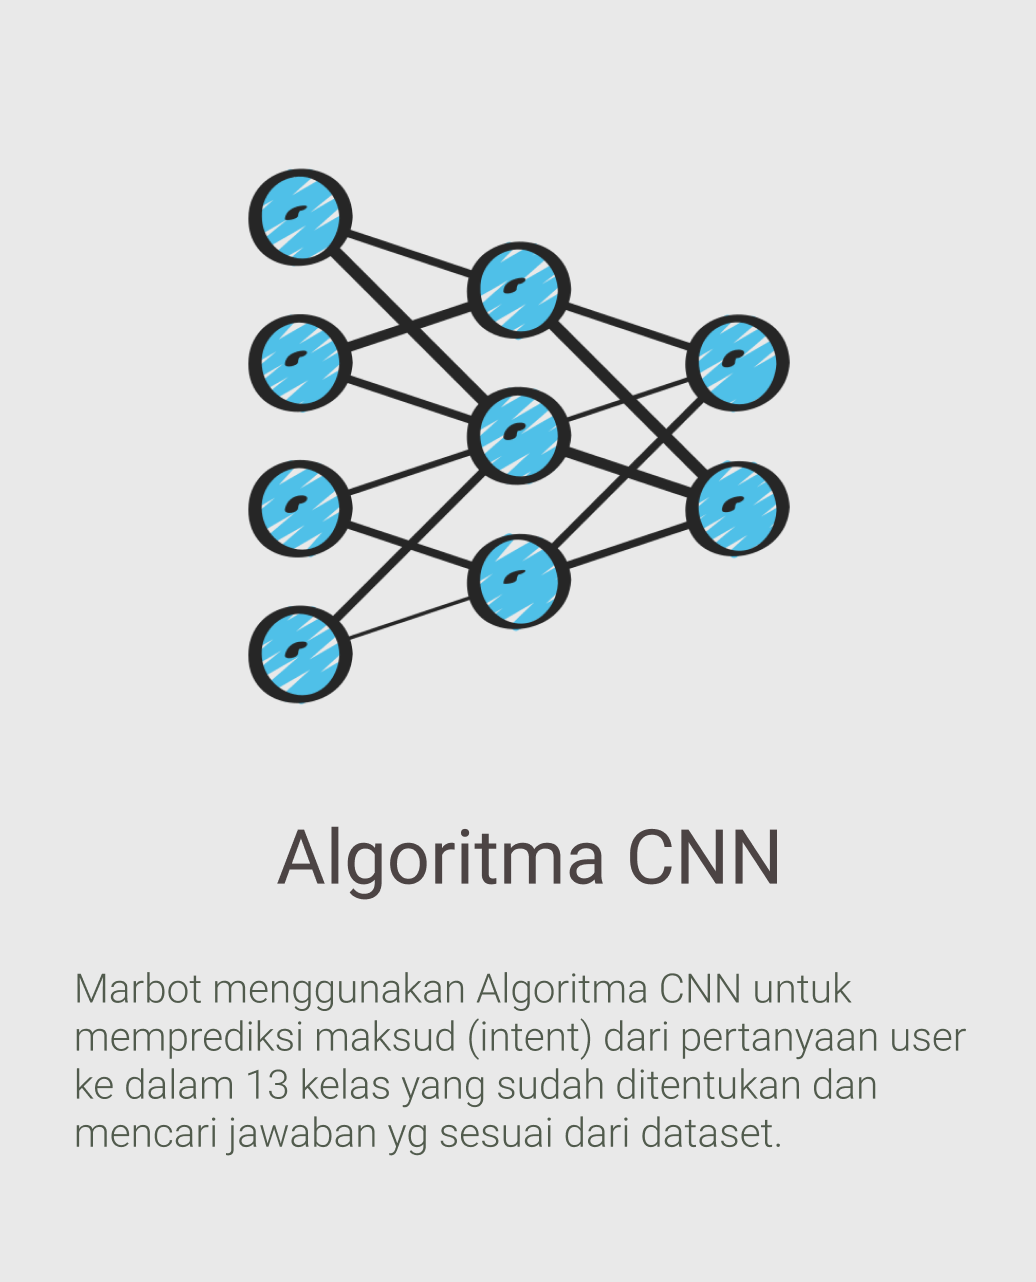 Algoritma CNN
Marbot menggunakan Algoritma CNN untuk
memprediksi maksud (intent) dari pertanyaan user
ke dalam 13 kelas yang sudah ditentukan dan
mencari jawaban yg sesuai dari dataset.